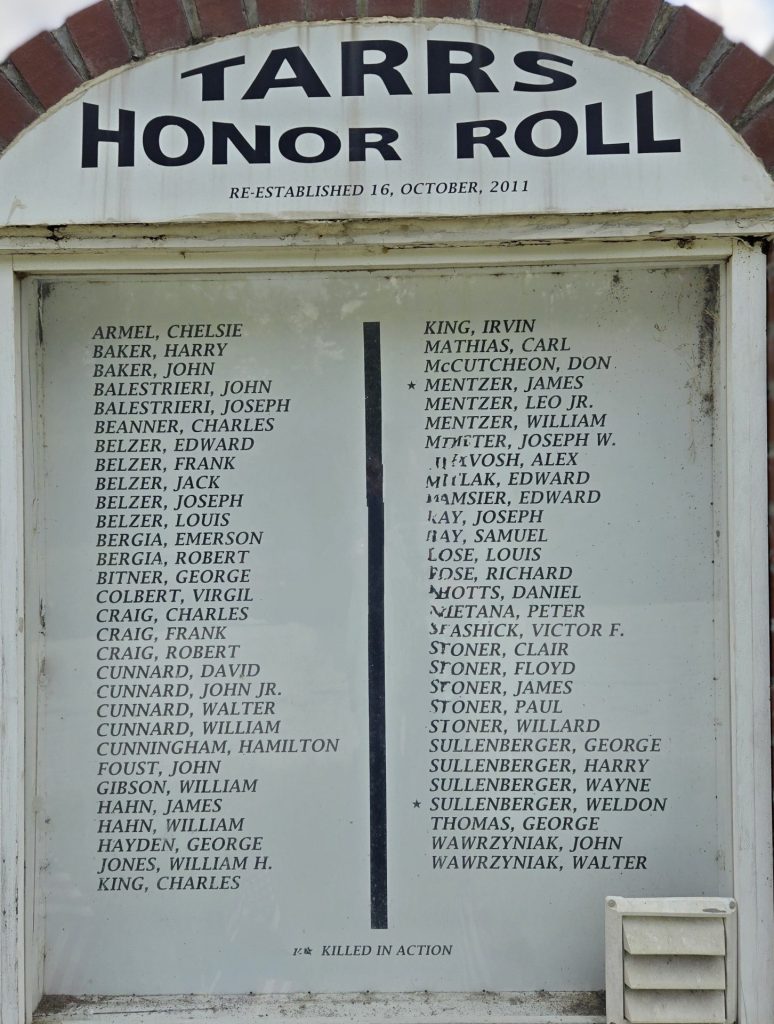 TARRS
HONOR ROLL
RE-ESTABLISHED 16, OCTOBER, 2011
ARMEL, CHELSIE
BAKER, HARRY
BAKER, JOHN
BALESTRIERI, JOHN
BALESTRIERI, JOSEPH
BEANNER, CHARLES
BELZER, EDWARD
BELZER, FRANK
BELZER, JACK
BELZER, JOSEPH
BELZER, LOUIS
BERGIA, EMERSON
BERGIA, ROBERT
BITNER, GEORGE
COLBERT, VIRGIL
CRAIG, CHARLES
CRAIG, FRANK
CRAIG, ROBERT
CUNNARD, DAVID
CUNNARD, JOHN JR.
CUNNARD, WALTER
CUNNARD, WILLIAM
CUNNINGHAM, HAMILTON
FOUST, JOHN
GIBSON, WILLIAM
HAHN, JAMES
HAHN, WILLIAM
HAYDEN, GEORGE
JONES, WILLIAM H.
KING, CHARLES
KING, IRVIN
MATHIAS, CARL
McCUTCHEON, DON
★ MENTZER, JAMES
MENTZER, LEO JR.
MENTZER, WILLIAM
JOSEPH W.
ALEX
EDWARD
EDWARD
JOSEPH
SAMUEL
LOUIS
RICHARD
DANIEL
PETER
VICTOR F.
STONER, CLAIR
STONER, FLOYD
STONER, JAMES
STONER, PAUL
STONER, WILLARD
SULLENBERGER, GEORGE
SULLENBERGER, HARRY
SULLENBERGER, WAYNE
★ SULLENBERGER, WELDON
THOMAS, GEORGE
WAWRZYNIAK, JOHN
WAWRZYNIAK, WALTER
★ KILLED IN ACTION